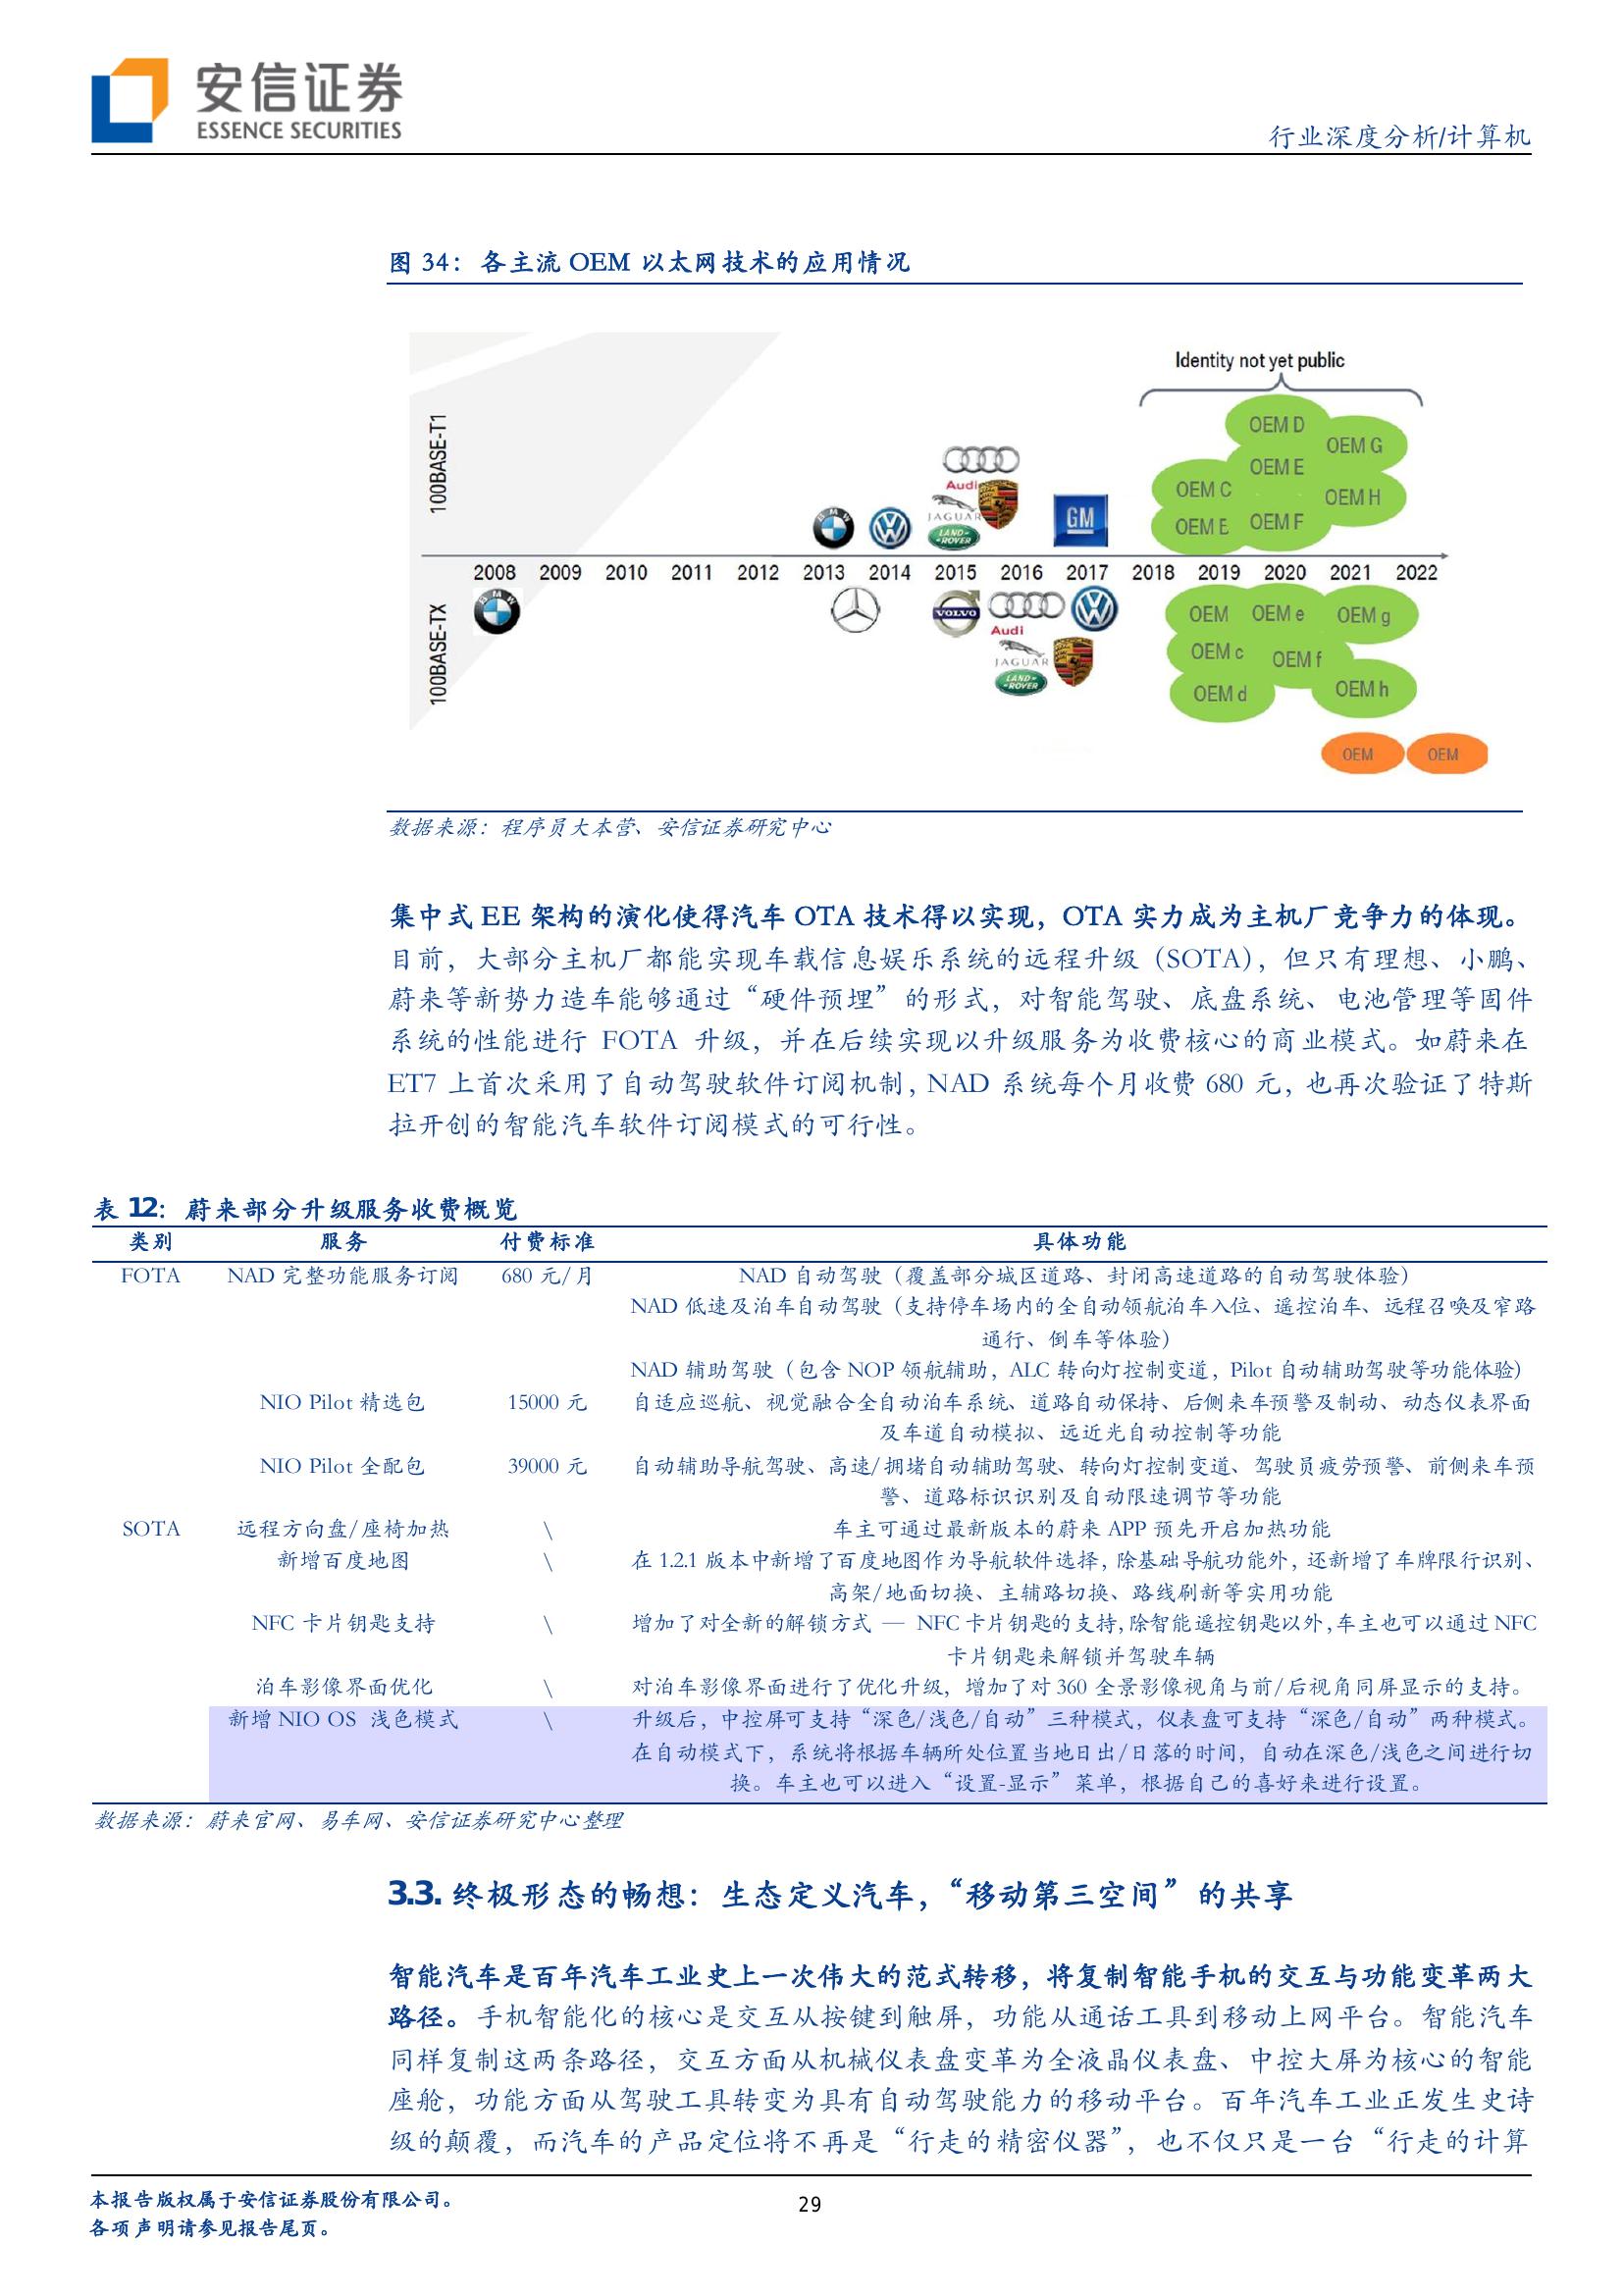 安信证券
ESSENCE SECURITIES
行业深度分析/计算机
图 34：各主流 OEM 以太网技术的应用情况
Identity not yet public
100BASE-T1
OEM D
OEM G
OEM E
Audi
OEM C
OEM H
JAGUAR
GM
OEM F
BMW
LAND-ROVER
2008 2009 2010 2011 2012 2013 2014 2015 2016 2017 2018 2019 2020 2021 2022
100BASE-TX
BMW
VOLVO
OEM
OEM e
OEM g
Audi
OEM c
OEM f
JAGUAR
LAND-ROVER
OEM d
OEM h
OEM
OEM
数据来源：程序员大本营、安信证券研究中心
集中式 EE 架构的演化使得汽车 OTA 技术得以实现，OTA 实力成为主机厂竞争力的体现。
目前，大部分主机厂都能实现车载信息娱乐系统的远程升级（SOTA），但只有理想、小鹏、
蔚来等新势力造车能够通过“硬件预埋”的形式，对智能驾驶、底盘系统、电池管理等固件
系统的性能进行 FOTA 升级，并在后续实现以升级服务为收费核心的商业模式。如蔚来在
ET7 上首次采用了自动驾驶软件订阅机制，NAD 系统每个月收费 680 元，也再次验证了特斯
拉开创的智能汽车软件订阅模式的可行性。
表 12：蔚来部分升级服务收费概览
类别 服务 付费标准 具体功能
FOTA NAD 完整功能服务订阅 680 元/月 NAD 自动驾驶（覆盖部分城区道路、封闭高速道路的自动驾驶体验）
NAD 低速及泊车自动驾驶（支持停车场内的全自动领航泊车入位、遥控泊车、远程召唤及窄路
通行、倒车等体验）
NAD 辅助驾驶（包含 NOP 领航辅助，ALC 转向灯控制变道，Pilot 自动辅助驾驶等功能体验）
NIO Pilot 精选包 15000 元 自适应巡航、视觉融合全自动泊车系统、道路自动保持、后侧来车预警及制动、动态仪表界面
及车道自动模拟、远近光自动控制等功能
NIO Pilot 全配包 39000 元 自动辅助导航驾驶、高速/拥堵自动辅助驾驶、转向灯控制变道、驾驶员疲劳预警、前侧来车预
警、道路标识识别及自动限速调节等功能
SOTA 远程方向盘/座椅加热 \ 车主可通过最新版本的蔚来 APP 预先开启加热功能
新增百度地图 \ 在 1.2.1 版本中新增了百度地图作为导航软件选择，除基础导航功能外，还新增了车牌限行识别、
高架/地面切换、主辅路切换、路线刷新等实用功能
NFC 卡片钥匙支持 \ 增加了对全新的解锁方式 — NFC 卡片钥匙的支持，除智能遥控钥匙以外，车主也可以通过 NFC
卡片钥匙来解锁并驾驶车辆
泊车影像界面优化 \ 对泊车影像界面进行了优化升级，增加了对 360 全景影像视角与前/后视角同屏显示的支持。
新增 NIO OS 浅色模式 \ 升级后，中控屏可支持“深色/浅色/自动”三种模式，仪表盘可支持“深色/自动”两种模式。
在自动模式下，系统将根据车辆所处位置当地日出/日落的时间，自动在深色/浅色之间进行切
换。车主也可以进入“设置-显示”菜单，根据自己的喜好来进行设置。
数据来源：蔚来官网、易车网、安信证券研究中心整理
3.3. 终极形态的畅想：生态定义汽车，“移动第三空间”的共享
智能汽车是百年汽车工业史上一次伟大的范式转移，将复制智能手机的交互与功能变革两大
路径。手机智能化的核心是交互从按键到触屏，功能从通话工具到移动上网平台。智能汽车
同样复制这两条路径，交互方面从机械仪表盘变革为全液晶仪表盘、中控大屏为核心的智能
座舱，功能方面从驾驶工具转变为具有自动驾驶能力的移动平台。百年汽车工业正发生史诗
级的颠覆，而汽车的产品定位将不再是“行走的精密仪器”，也不仅只是一台“行走的计算
本报告版权属于安信证券股份有限公司。
29
各项声明请参见报告尾页。